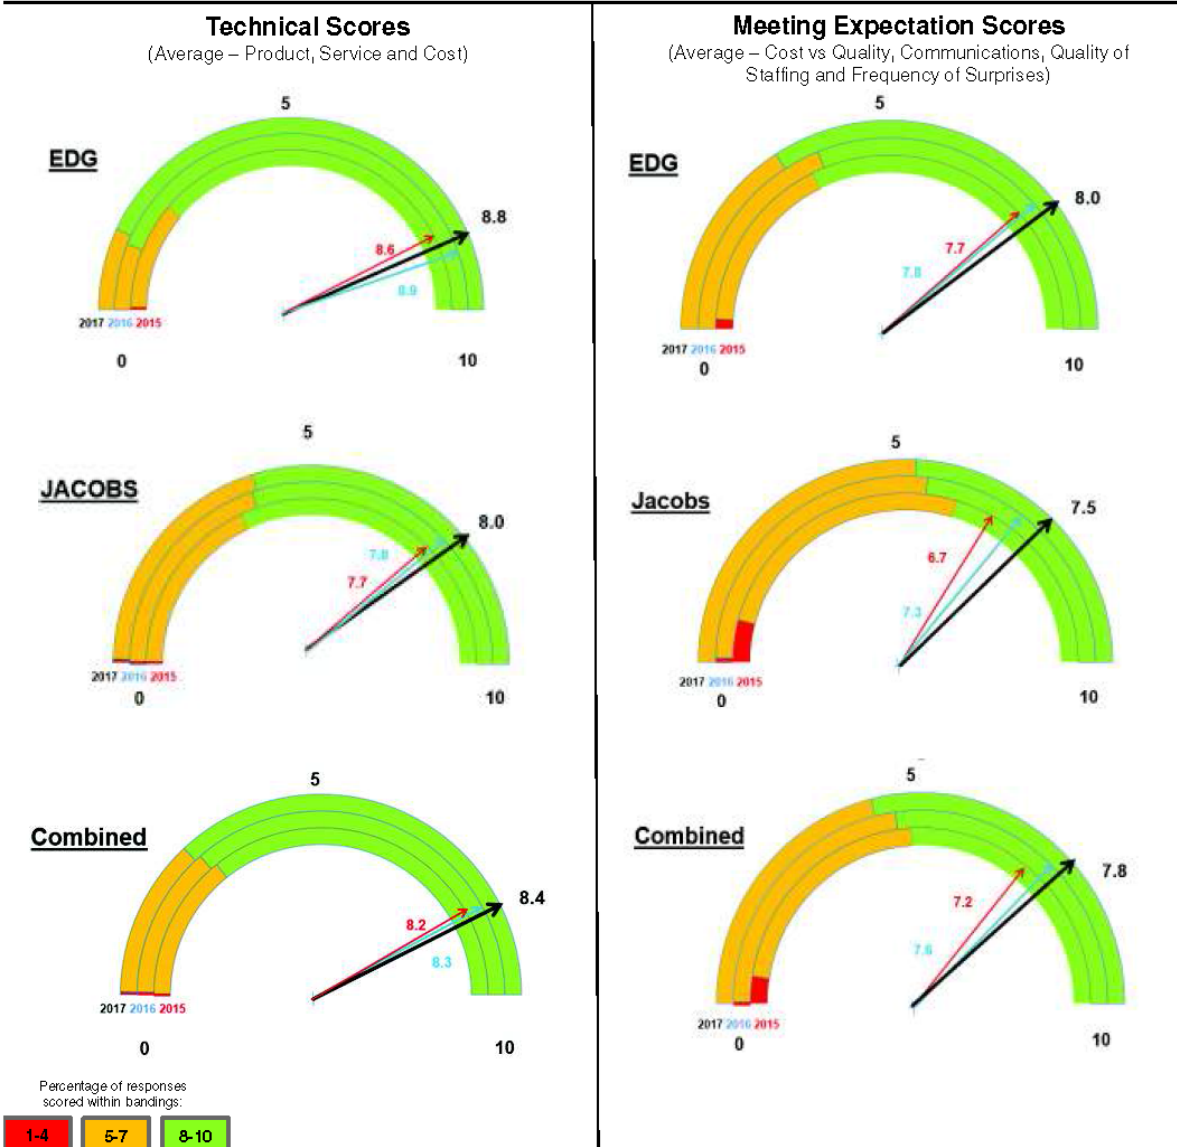 Technical Scores
(Average – Product, Service and Cost)
5
EDG
8.8
8.6
8.9
2017 2016 2015
0
10
5
JACOBS
8.0
7.8
7.7
2017 2016 2015
0
10
5
Combined
8.4
8.2
8.3
2017 2016 2015
0
10
Percentage of responses
scored within bandings:
1-4
5-7
8-10
Meeting Expectation Scores
(Average – Cost vs Quality, Communications, Quality of
Staffing and Frequency of Surprises)
5
EDG
8.0
7.7
7.8
2017 2016 2015
0
10
5
Jacobs
7.5
6.7
7.3
2017 2016 2015
0
10
5
Combined
7.8
7.2
7.6
2017 2016 2015
0
10